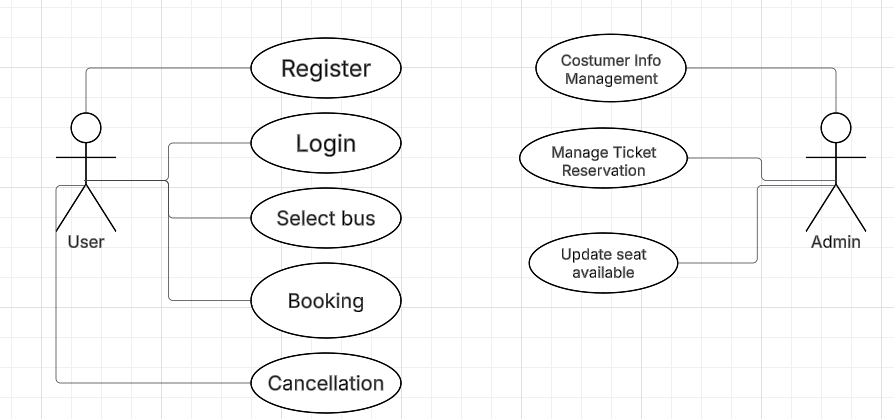 Register
Login
Select bus
Booking
Cancellation
User
Costumer Info
Management
Manage Ticket
Reservation
Update seat
available
Admin